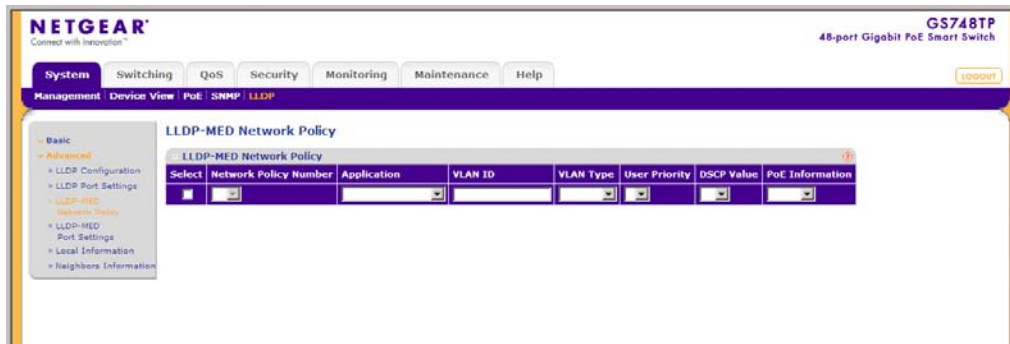 NETGEAR®
Connect with Innovation™
GS748TP
48-port Gigabit PoE Smart Switch
System Switching QoS Security Monitoring Maintenance Help
LOGOUT
Management Device View PoE SNMP LLDP
Basic
Advanced
LLDP Configuration
LLDP Port Settings
LLDP-MED
Network Policy
LLDP-MED
Port Settings
Local Information
Neighbors Information
LLDP-MED Network Policy
LLDP-MED Network Policy
Select Network Policy Number Application VLAN ID VLAN Type User Priority DSCP Value PoE Information